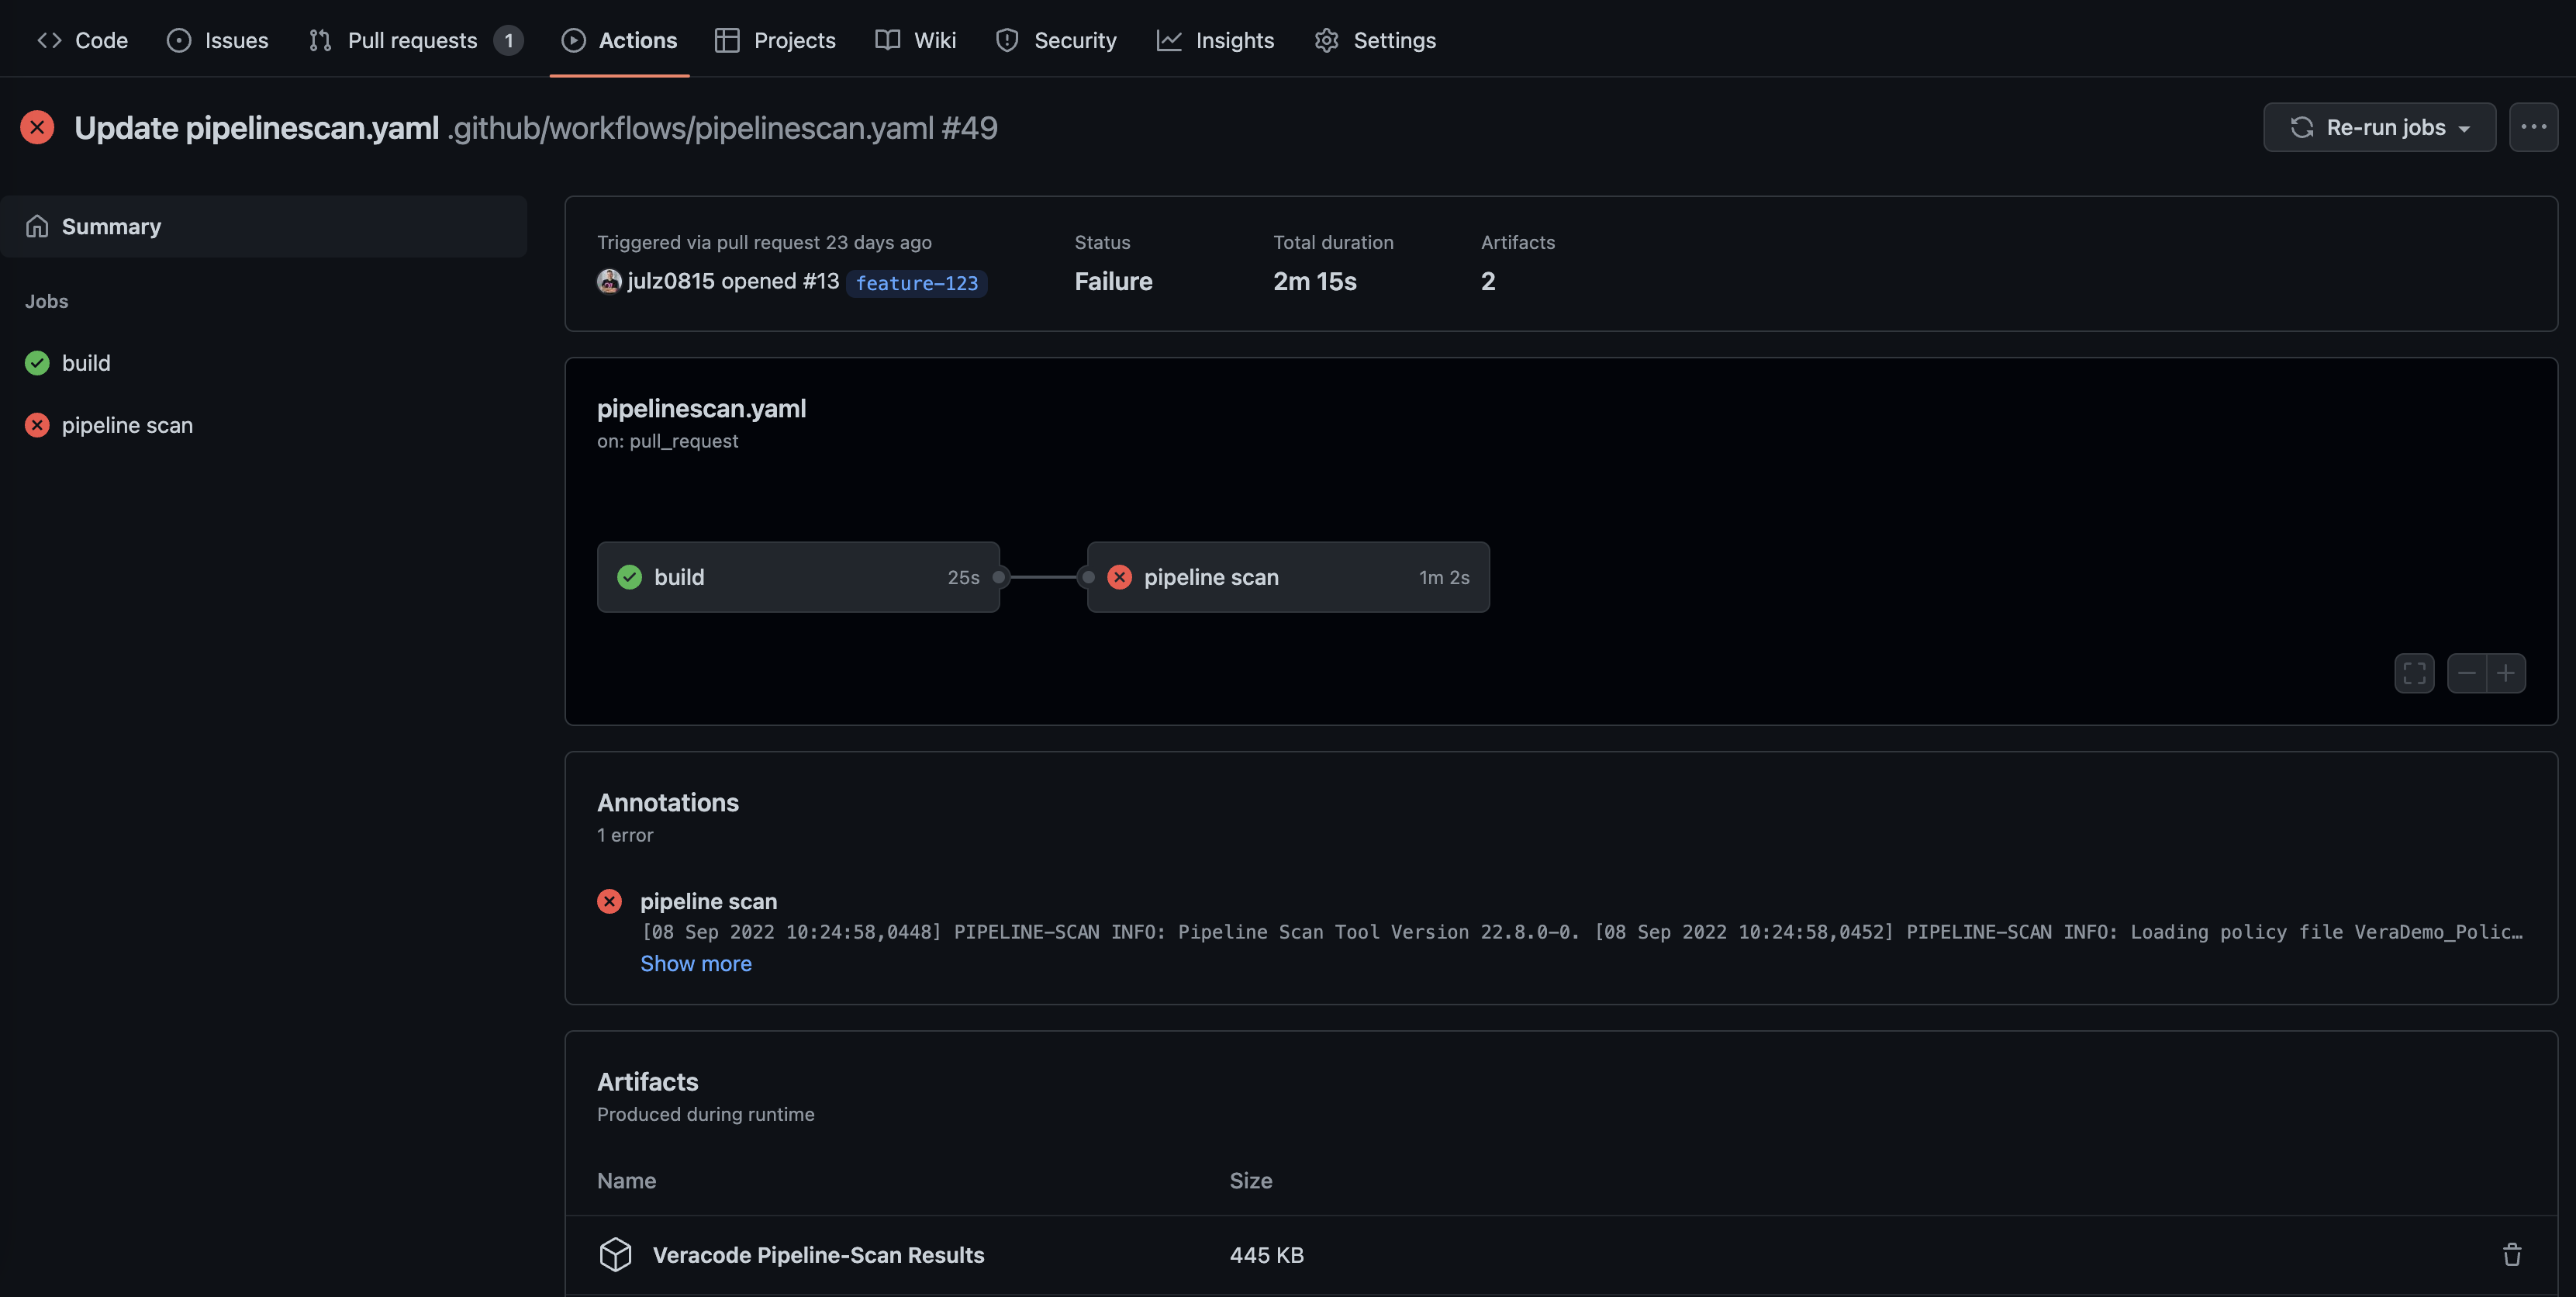 Code Issues Pull requests 1 Actions Projects Wiki Security Insights Settings
Update pipelinescan.yaml .github/workflows/pipelinescan.yaml #49
Re-run jobs
Summary
Jobs
build
pipeline scan
Triggered via pull request 23 days ago
julz0815 opened #13 feature-123
Status
Failure
Total duration
2m 15s
Artifacts
2
pipelinescan.yaml
on: pull_request
build 25s
pipeline scan 1m 2s
Annotations
1 error
pipeline scan
[08 Sep 2022 10:24:58,0448] PIPELINE-SCAN INFO: Pipeline Scan Tool Version 22.8.0-0. [08 Sep 2022 10:24:58,0452] PIPELINE-SCAN INFO: Loading policy file VeraDemo_Polic…
Show more
Artifacts
Produced during runtime
Name Size
Veracode Pipeline-Scan Results 445 KB